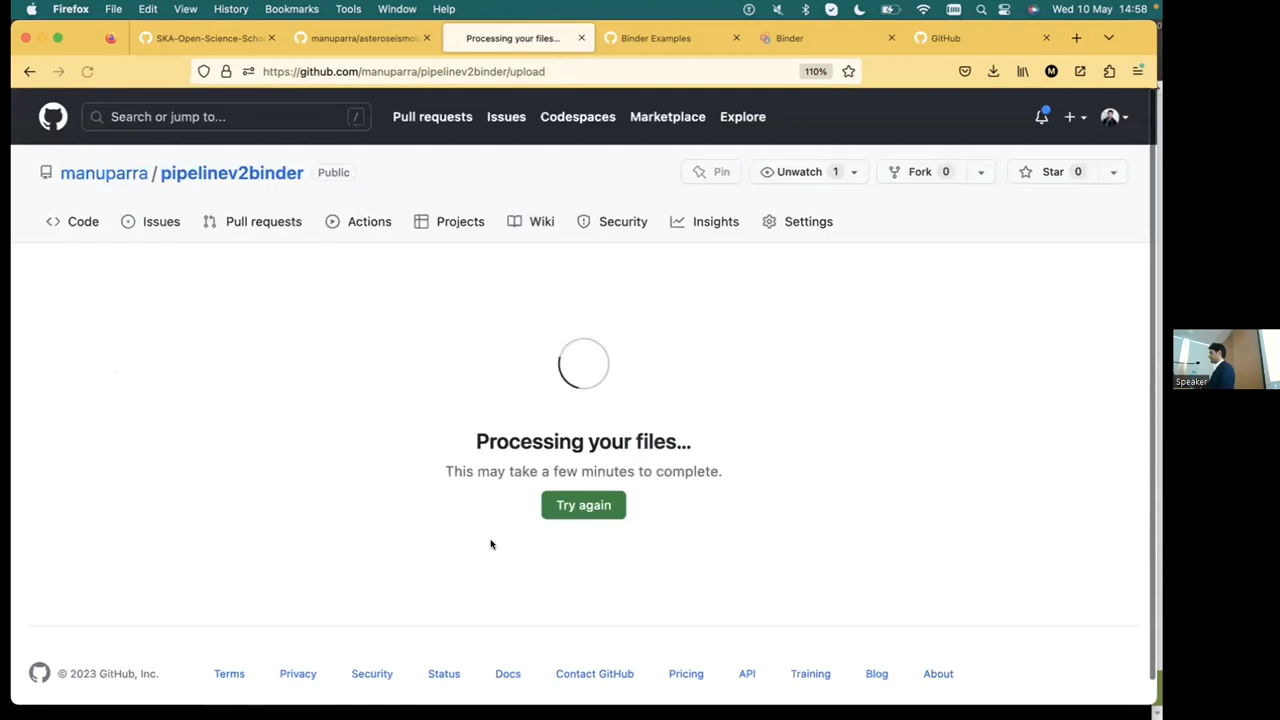 Firefox File Edit View History Bookmarks Tools Window Help Wed 10 May 14:58
SKA-Open-Science-Scho manuparra/asteroseismol Processing your files... Binder Examples Binder GitHub
https://github.com/manuparra/pipelinev2binder/upload 110% M
Search or jump to... / Pull requests Issues Codespaces Marketplace Explore
manuparra / pipelinev2binder Public Pin Unwatch 1 Fork 0 Star 0
Code Issues Pull requests Actions Projects Wiki Security Insights Settings
Speaker
Processing your files...
This may take a few minutes to complete.
Try again
© 2023 GitHub, Inc. Terms Privacy Security Status Docs Contact GitHub Pricing API Training Blog About